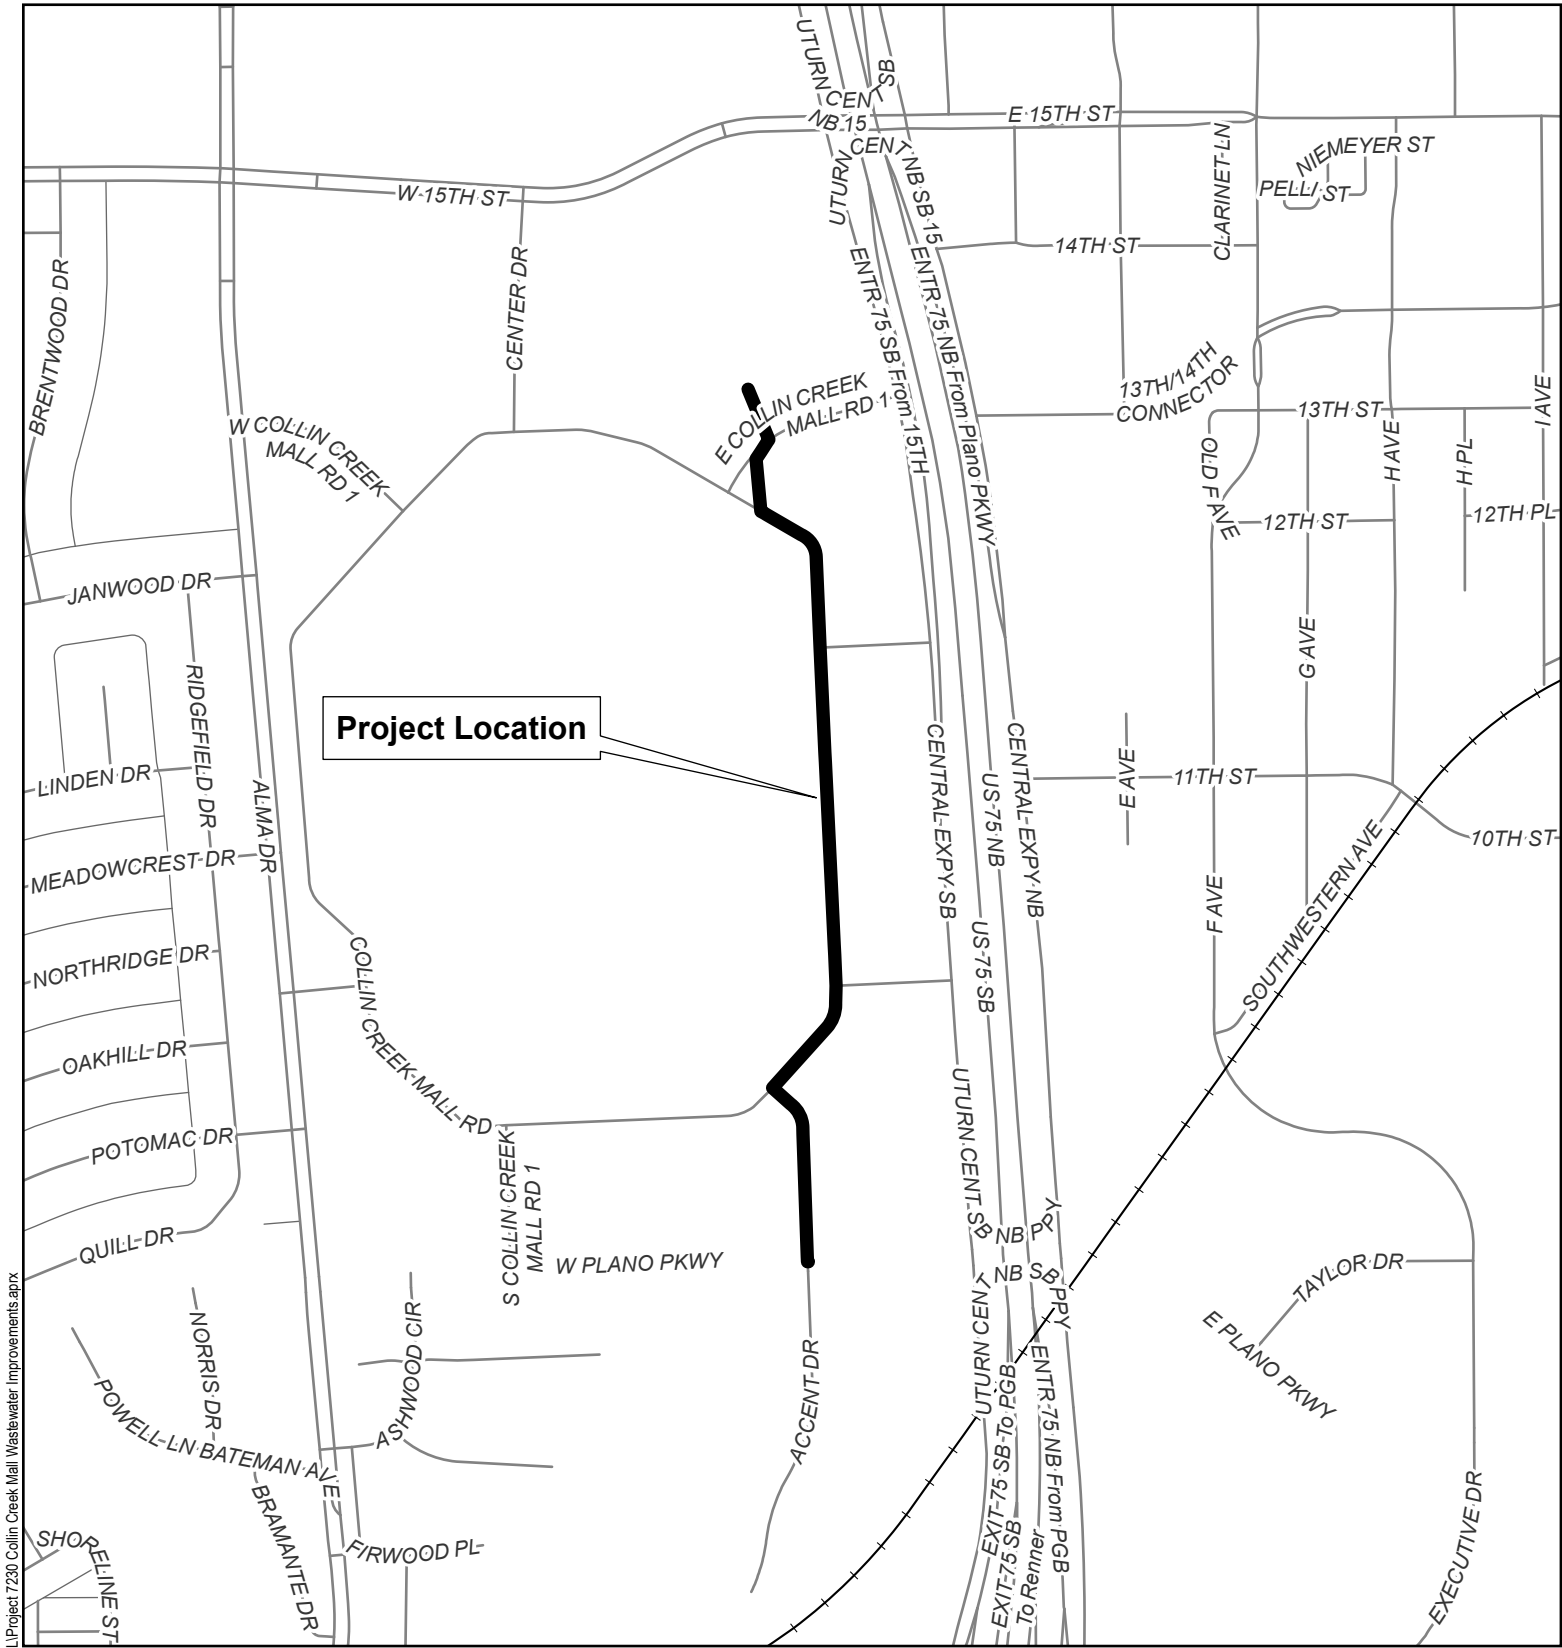 UTURN
CENT
SB
NB 15
E 15TH ST
CENT
NB SB 15
UTURN
CLARINET LN
NIEMEYER ST
PELLI ST
W 15TH ST
14TH ST
BRENTWOOD DR
CENTER DR
ENTR-75 SB From 15TH
ENTR-75 NB From Plano PKWY
13TH/14TH
CONNECTOR
E COLLIN CREEK
MALL RD 1
W COLLIN CREEK
MALL RD 1
13TH ST
I AVE
OLD F AVE
H AVE
H PL
12TH ST
12TH PL
JANWOOD DR
RIDGEFIELD DR
G AVE
Project Location
LINDEN DR
ALMA DR
CENTRAL EXPY SB
US-75 NB
CENTRAL EXPY NB
E AVE
11TH ST
10TH ST
MEADOWCREST DR
F AVE
SOUTHWESTERN AVE
NORTHRIDGE DR
US-75 SB
COLLIN CREEK MALL RD
OAKHILL DR
POTOMAC DR
S COLLIN CREEK
MALL RD 1
UTURN CENT SB
NB PPY
QUILL DR
W PLANO PKWY
UTURN CENT
NB SB PPY
TAYLOR DR
E PLANO PKWY
NORRIS DR
ASHWOOD CIR
ACCENT DR
POWELL LN
BATEMAN AVE
EXIT-75 SB To PGB
ENTR-75 NB From PGB
BRAMANTE DR
FIRWOOD PL
SHORELINE ST
EXIT-75 SB
To Renner
EXECUTIVE DR
L\Project 7230 Collin Creek Mall Wastewater Improvements.aprx